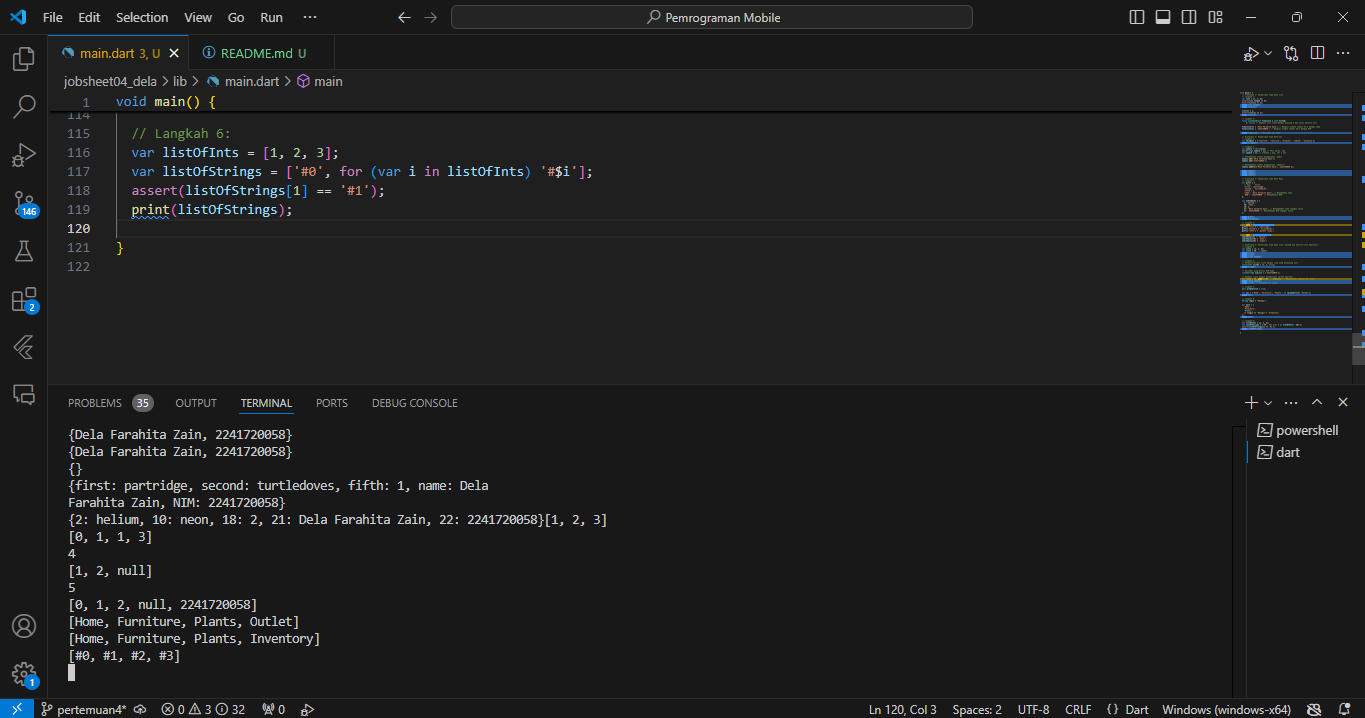 File Edit Selection View Go Run ··· Pemrograman Mobile
main.dart 3, U README.md U
jobsheet04_dela > lib > main.dart > main
1 void main() {
114
115 // Langkah 6:
116 var listOfInts = [1, 2, 3];
117 var listOfStrings = ['#0', for (var i in listOfInts) '#$i'];
118 assert(listOfStrings[1] == '#1');
119 print(listOfStrings);
120
121 }
122
146
2
PROBLEMS 35 OUTPUT TERMINAL PORTS DEBUG CONSOLE
{Dela Farahita Zain, 2241720058}
{Dela Farahita Zain, 2241720058}
{}
{first: partridge, second: turtledoves, fifth: 1, name: Dela
Farahita Zain, NIM: 2241720058}
{2: helium, 10: neon, 18: 2, 21: Dela Farahita Zain, 22: 2241720058}[1, 2, 3]
[0, 1, 1, 3]
4
[1, 2, null]
5
[0, 1, 2, null, 2241720058]
[Home, Furniture, Plants, Outlet]
[Home, Furniture, Plants, Inventory]
[#0, #1, #2, #3]
powershell
dart
1
pertemuan4* 0 3 32 0 Ln 120, Col 3 Spaces: 2 UTF-8 CRLF {} Dart Windows (windows-x64)